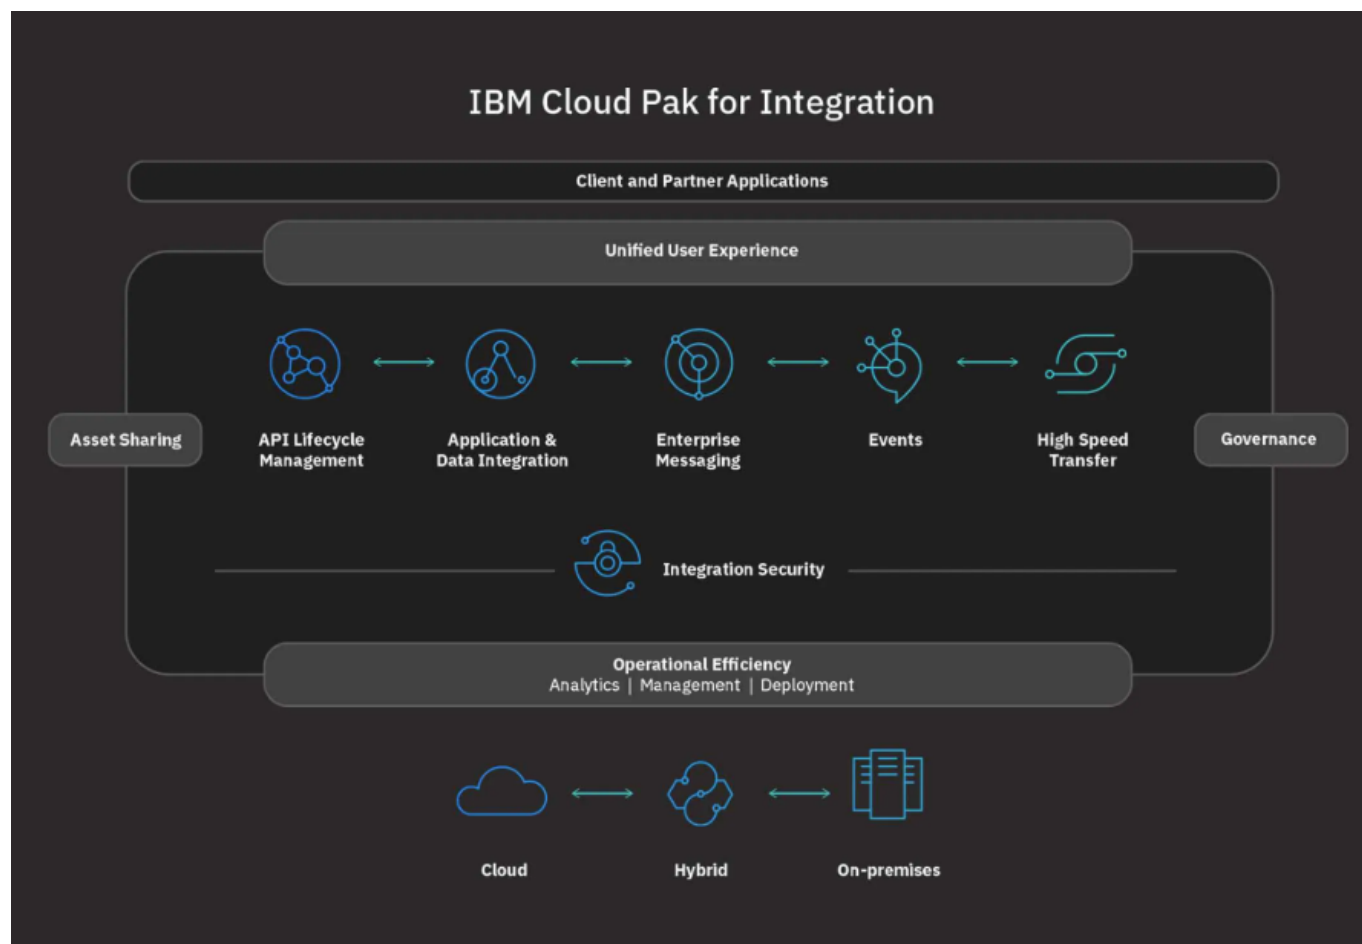 IBM Cloud Pak for Integration
Client and Partner Applications
Unified User Experience
Asset Sharing
API Lifecycle
Management
Application &
Data Integration
Enterprise
Messaging
Events
High Speed
Transfer
Governance
Integration Security
Operational Efficiency
Analytics | Management | Deployment
Cloud
Hybrid
On-premises